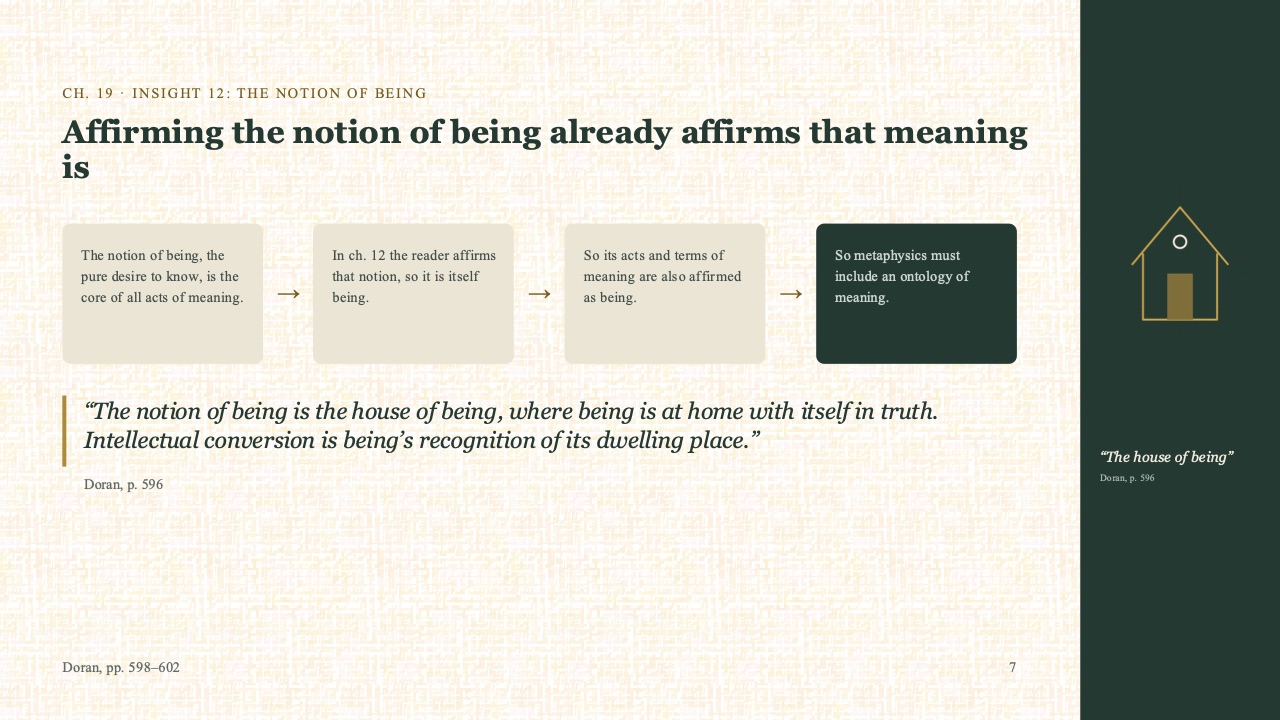 CH. 19 · INSIGHT 12: THE NOTION OF BEING
Affirming the notion of being already affirms that meaning
is
The notion of being, the
pure desire to know, is the
core of all acts of meaning.
→
In ch. 12 the reader affirms
that notion, so it is itself
being.
→
So its acts and terms of
meaning are also affirmed
as being.
→
So metaphysics must
include an ontology of
meaning.
“The notion of being is the house of being, where being is at home with itself in truth.
Intellectual conversion is being’s recognition of its dwelling place.”
Doran, p. 596
“The house of being”
Doran, p. 596
Doran, pp. 598–602
7